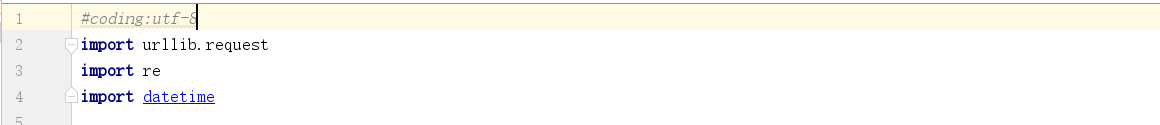 1 #coding:utf-8
2 import urllib.request
3 import re
4 import datetime
5